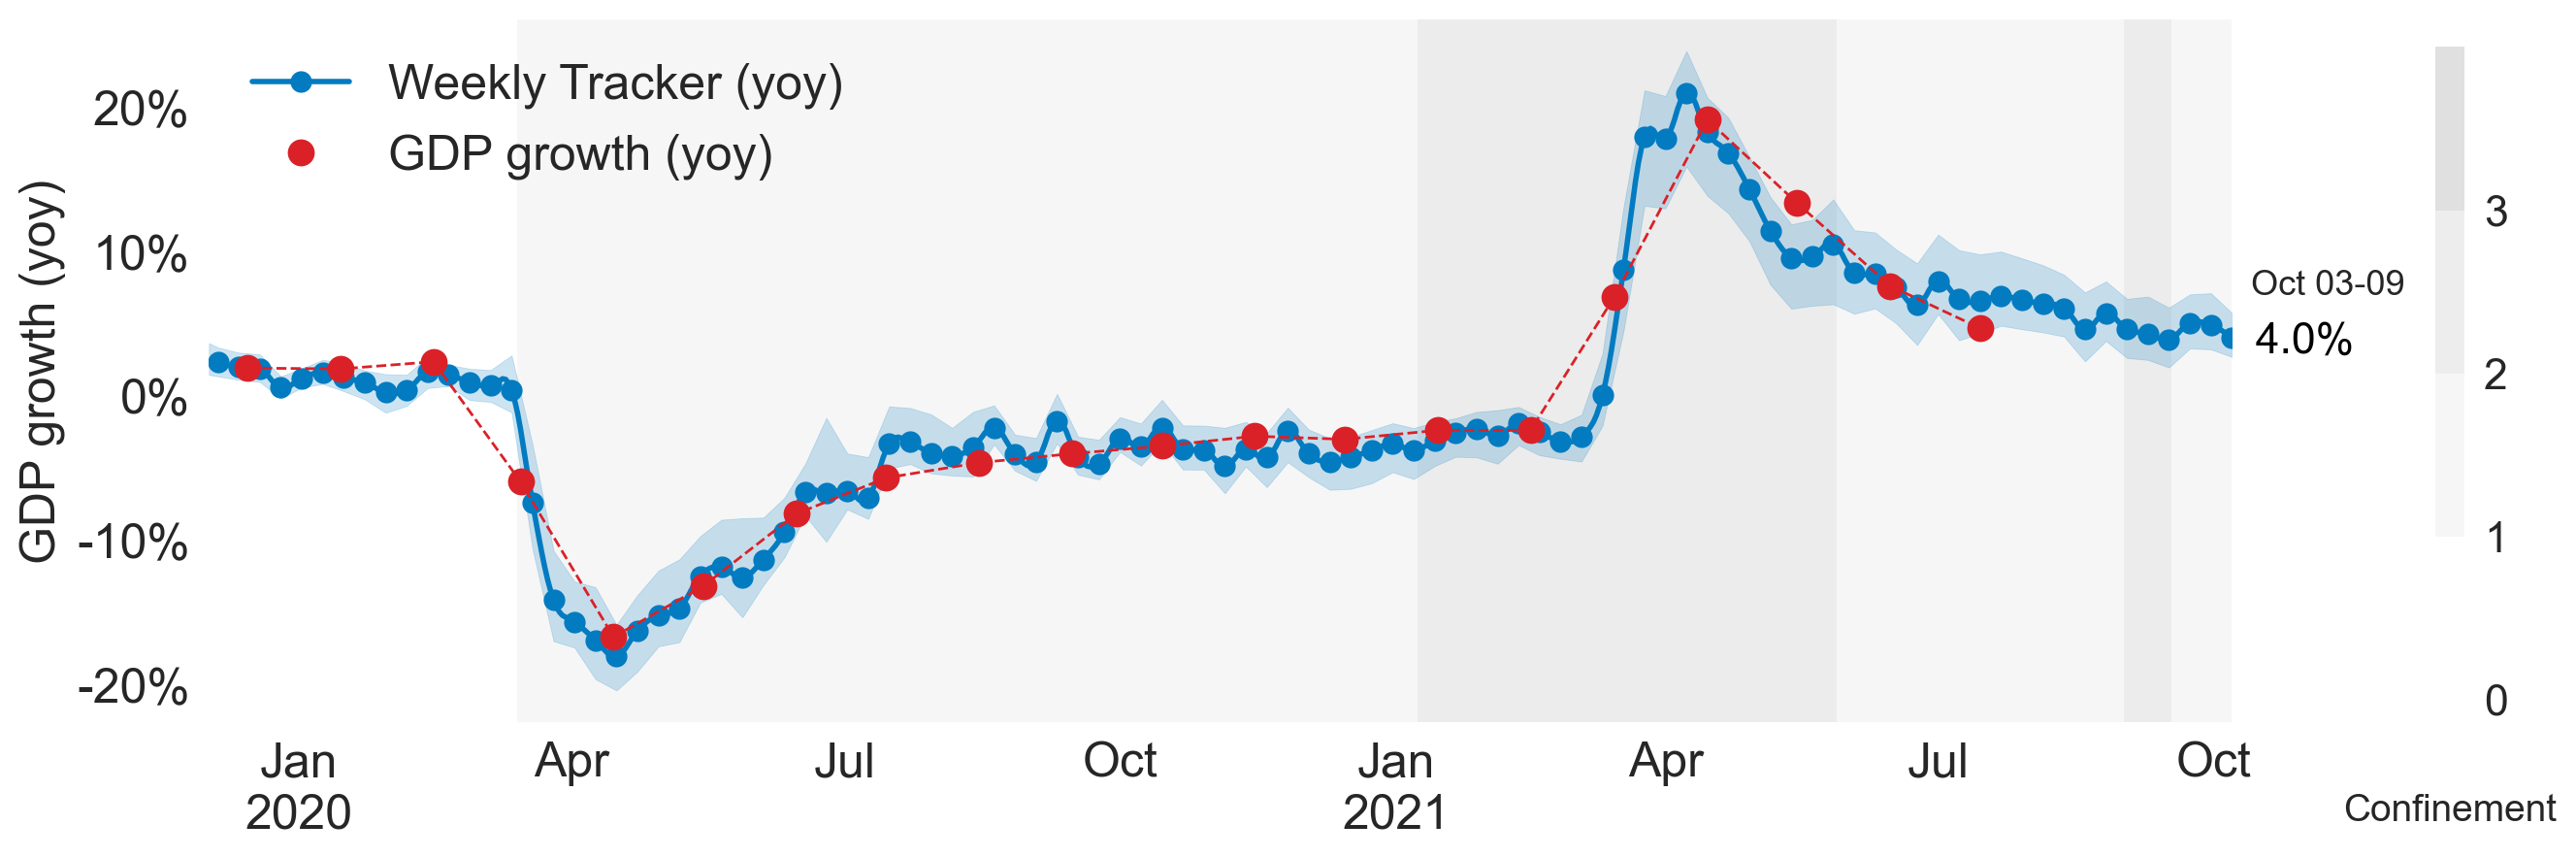 Weekly Tracker (yoy)
GDP growth (yoy)
GDP growth (yoy)
20%
10%
0%
-10%
-20%
Jan
2020
Apr
Jul
Oct
Jan
2021
Apr
Jul
Oct
Oct 03-09
4.0%
3
2
1
0
Confinement